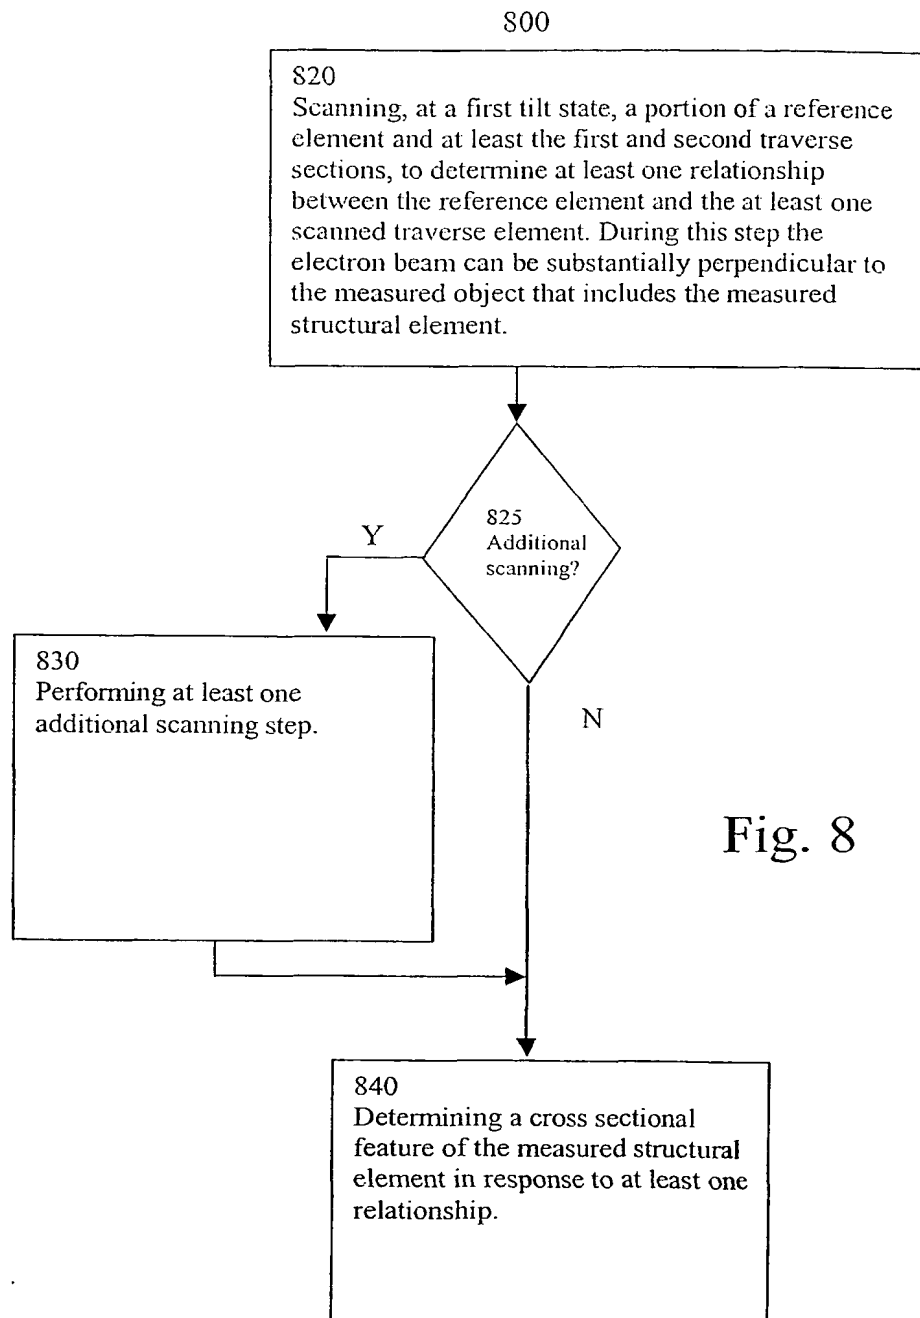 800
820
Scanning, at a first tilt state, a portion of a reference
element and at least the first and second traverse
sections, to determine at least one relationship
between the reference element and the at least one
scanned traverse element. During this step the
electron beam can be substantially perpendicular to
the measured object that includes the measured
structural element.
825
Additional
scanning?
Y
830
Performing at least one
additional scanning step.
N
Fig. 8
840
Determining a cross sectional
feature of the measured structural
element in response to at least one
relationship.